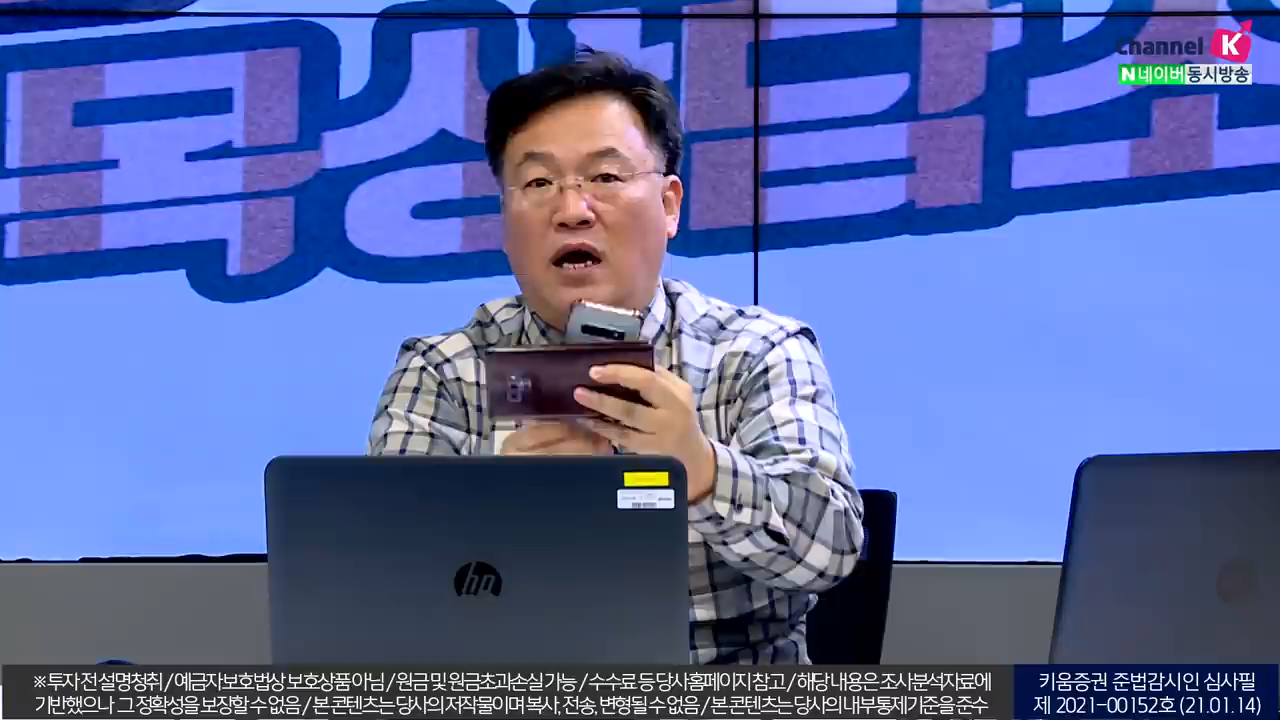 channel K
N 네이버 동시방송
hp
※ 투자 전 설명청취 / 예금자보호법상 보호상품 아님 / 원금 및 원금초과손실 가능 / 수수료 등 당사홈페이지 참고 / 해당 내용은 조사분석자료에
기반했으나 그 정확성을 보장할 수 없음 / 본 콘텐츠는 당사의 저작물이며 복사, 전송, 변형될 수 없음 / 본 콘텐츠는 당사의 내부통제기준을 준수
키움증권 준법감시인 심사필
제 2021-00152호 (21.01.14)